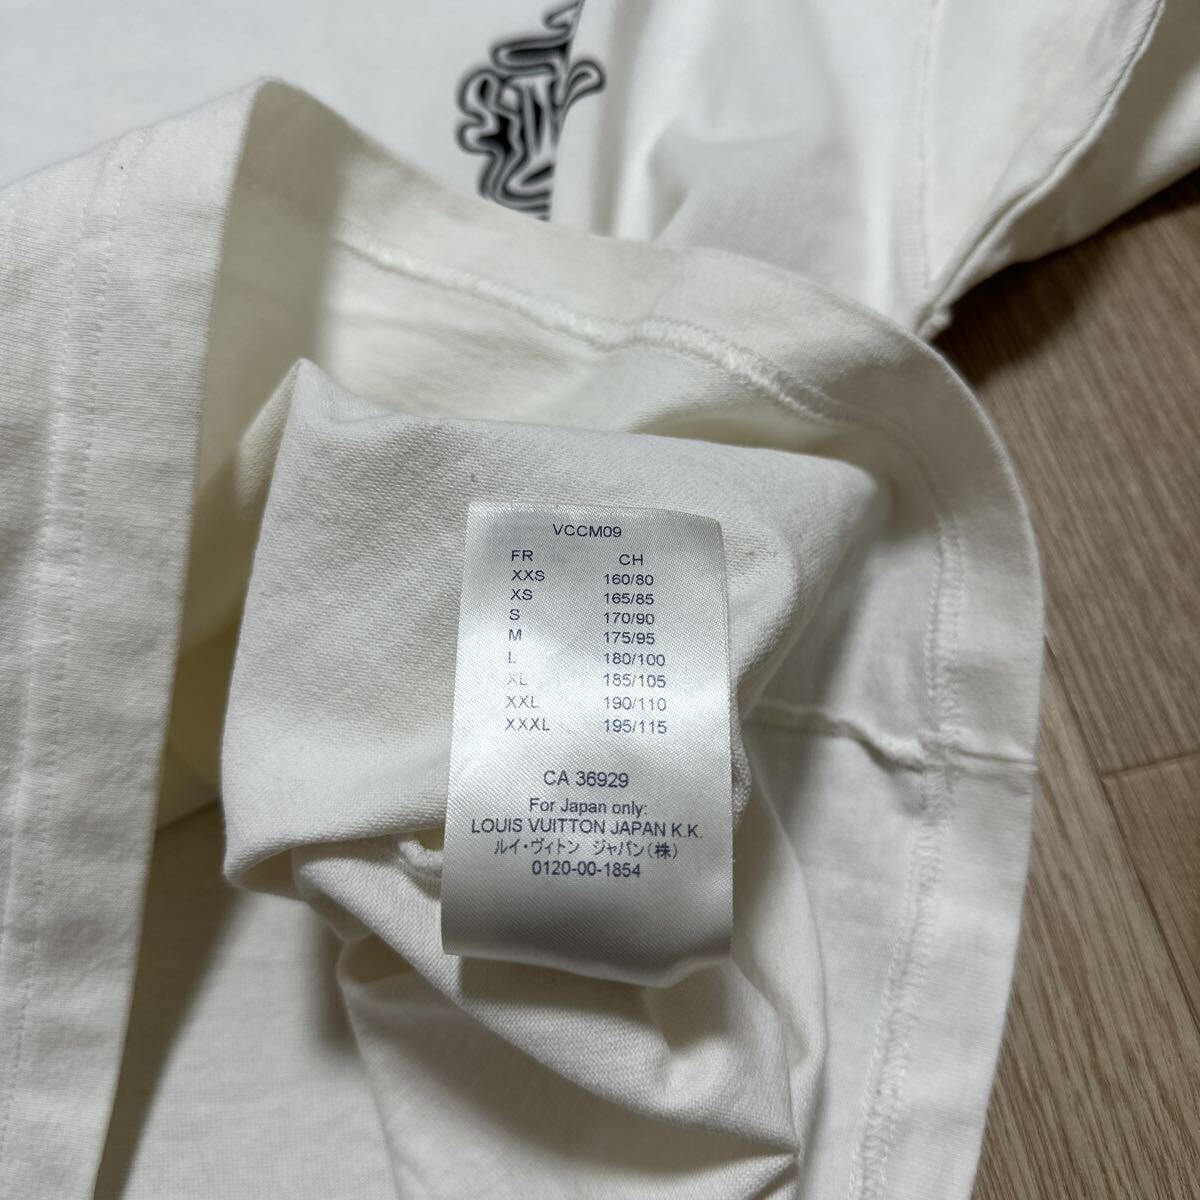 VCCM09
FR CH
XXS 160/80
XS 165/85
S 170/90
M 175/95
L 180/100
XL 185/105
XXL 190/110
XXXL 195/115
CA 36929
For Japan only:
LOUIS VUITTON JAPAN K.K.
ルイ・ヴィトン ジャパン(株)
0120-00-1854